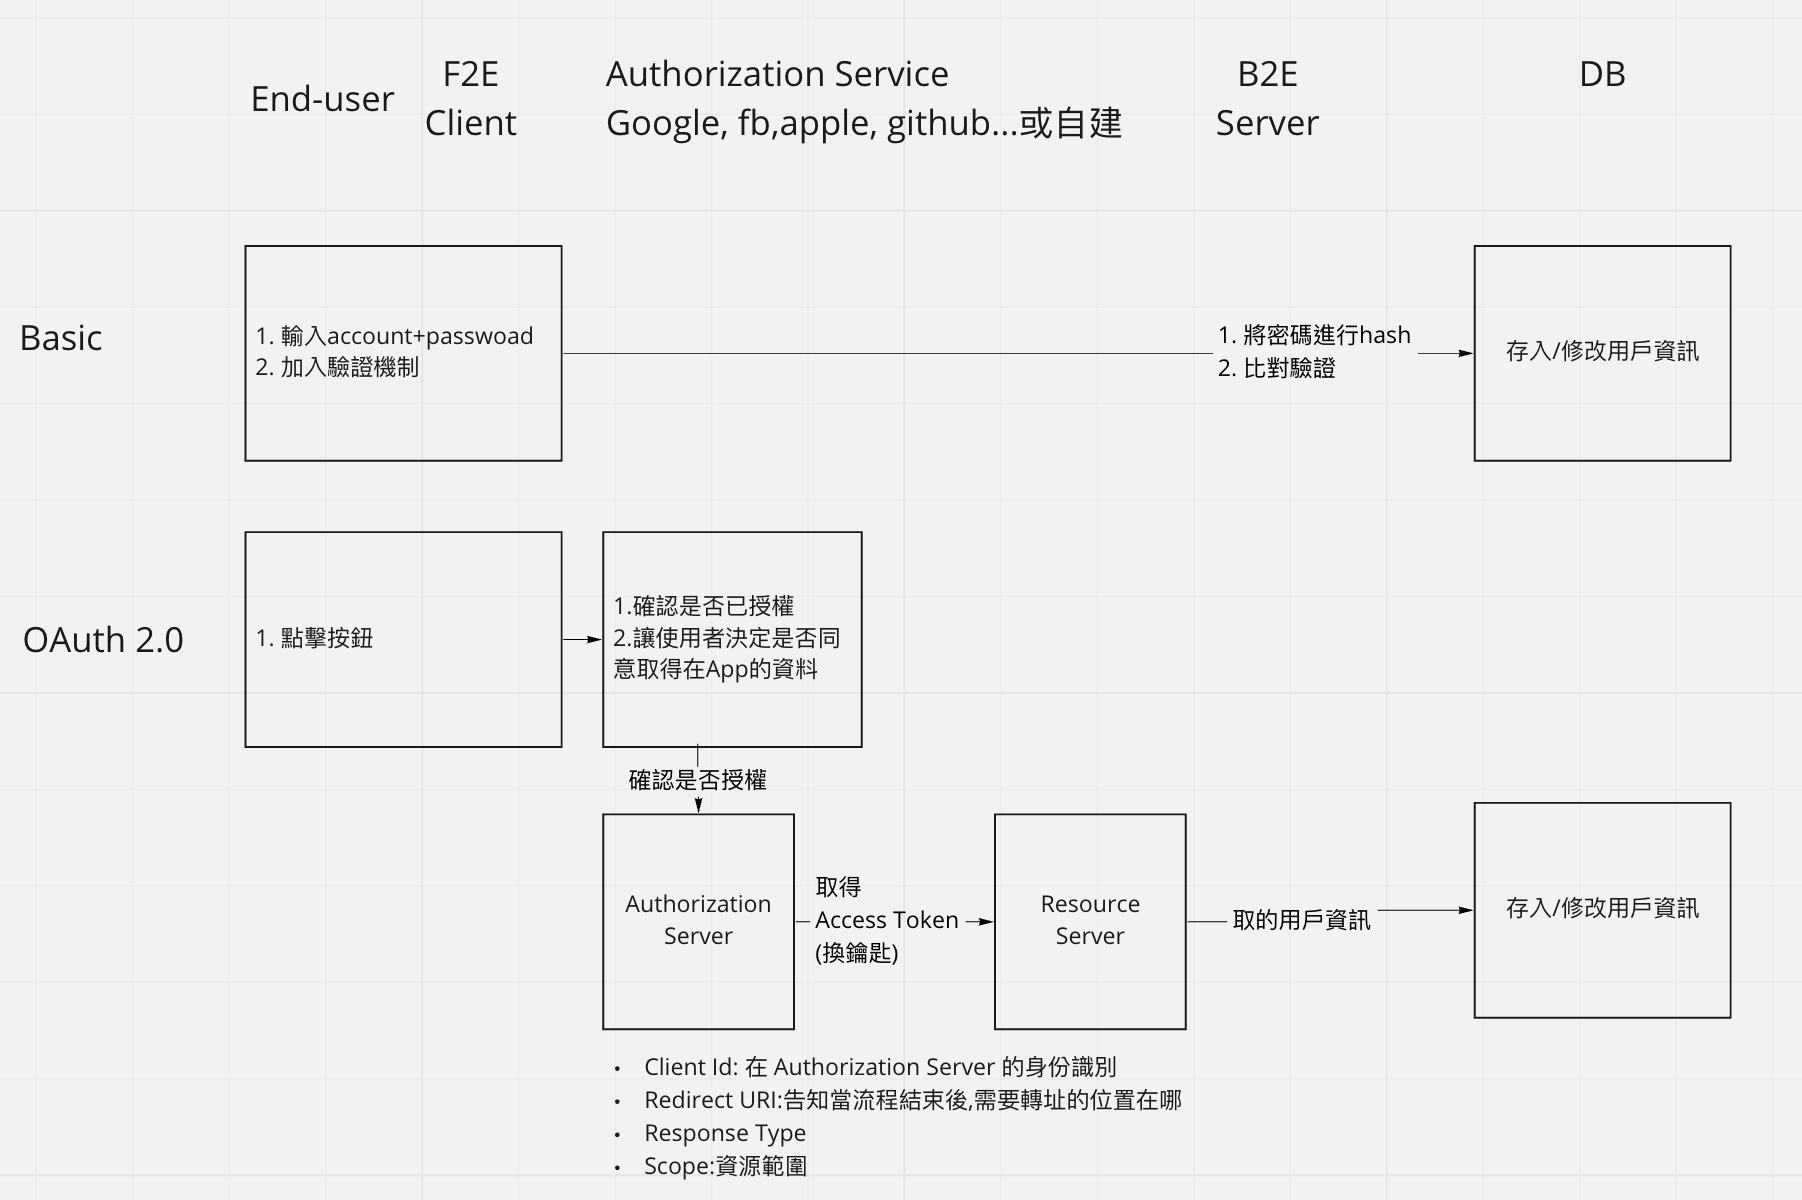 End-user
F2E
Client
Authorization Service
Google, fb,apple, github...或自建
B2E
Server
DB
Basic
1. 輸入account+passwoad
2. 加入驗證機制
1. 將密碼進行hash
2. 比對驗證
存入/修改用戶資訊
OAuth 2.0
1. 點擊按鈕
1.確認是否已授權
2.讓使用者決定是否同
意取得在App的資料
確認是否授權
Authorization
Server
取得
Access Token
(換鑰匙)
Resource
Server
取的用戶資訊
存入/修改用戶資訊
• Client Id: 在 Authorization Server 的身份識別
• Redirect URI:告知當流程結束後,需要轉址的位置在哪
• Response Type
• Scope:資源範圍